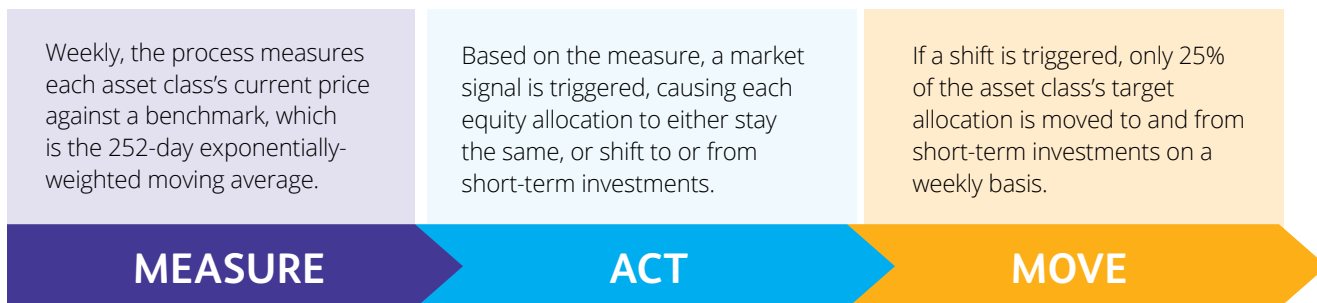 Weekly, the process measures
each asset class’s current price
against a benchmark, which
is the 252-day exponentially-
weighted moving average.
MEASURE
Based on the measure, a market
signal is triggered, causing each
equity allocation to either stay
the same, or shift to or from
short-term investments.
ACT
If a shift is triggered, only 25%
of the asset class’s target
allocation is moved to and from
short-term investments on a
weekly basis.
MOVE